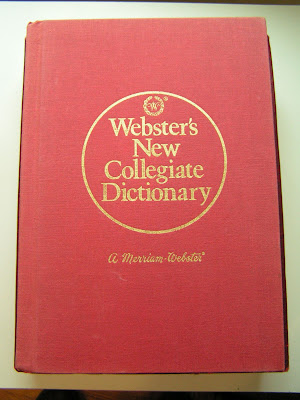 Webster's
New
Collegiate
Dictionary
A Merriam-Webster®